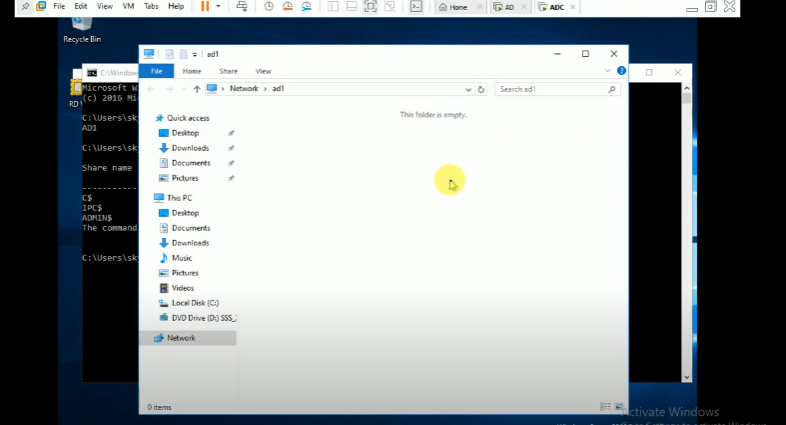 File Edit View VM Tabs Help Home AD ADC
Recycle Bin
ad1
File Home Share View
Network > ad1 Search ad1
This folder is empty.
Quick access
Desktop
Downloads
Documents
Pictures
This PC
Desktop
Documents
Downloads
Music
Pictures
Videos
Local Disk (C:)
DVD Drive (D:) SSS_
Network
0 items
C:\Window
Microsoft W
(c) 2016 Mi
C:\Users\sk
AD1
C:\Users\sk
Share name
C$
IPC$
ADMIN$
The command
C:\Users\sk
Activate Windows